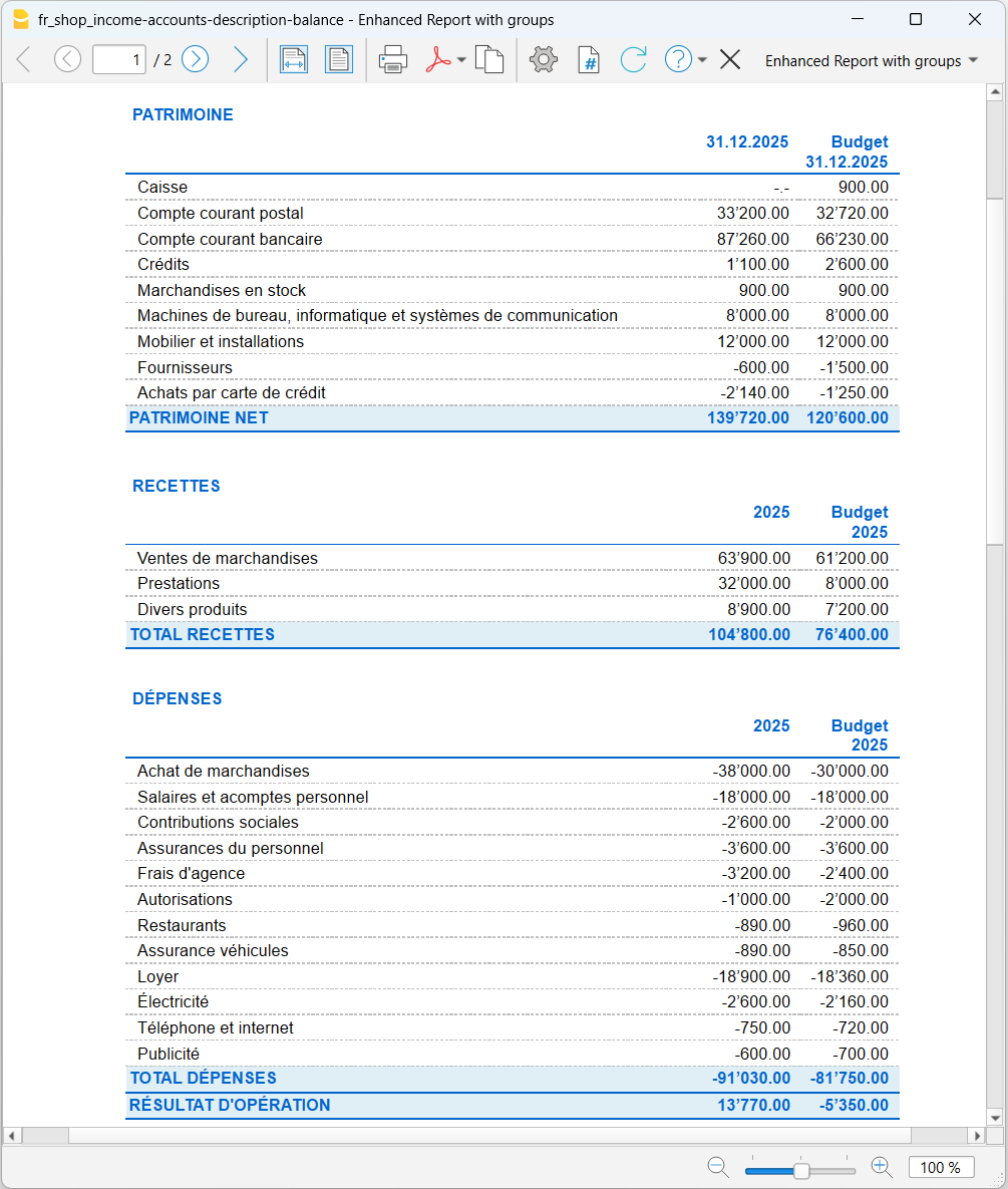 fr_shop_income-accounts-description-balance - Enhanced Report with groups
1 / 2 Enhanced Report with groups
PATRIMOINE
31.12.2025 Budget
31.12.2025
Caisse -.- 900.00
Compte courant postal 33’200.00 32’720.00
Compte courant bancaire 87’260.00 66’230.00
Crédits 1’100.00 2’600.00
Marchandises en stock 900.00 900.00
Machines de bureau, informatique et systèmes de communication 8’000.00 8’000.00
Mobilier et installations 12’000.00 12’000.00
Fournisseurs -600.00 -1’500.00
Achats par carte de crédit -2’140.00 -1’250.00
PATRIMOINE NET 139’720.00 120’600.00
RECETTES
2025 Budget
2025
Ventes de marchandises 63’900.00 61’200.00
Prestations 32’000.00 8’000.00
Divers produits 8’900.00 7’200.00
TOTAL RECETTES 104’800.00 76’400.00
DÉPENSES
2025 Budget
2025
Achat de marchandises -38’000.00 -30’000.00
Salaires et acomptes personnel -18’000.00 -18’000.00
Contributions sociales -2’600.00 -2’000.00
Assurances du personnel -3’600.00 -3’600.00
Frais d'agence -3’200.00 -2’400.00
Autorisations -1’000.00 -2’000.00
Restaurants -890.00 -960.00
Assurance véhicules -890.00 -850.00
Loyer -18’900.00 -18’360.00
Électricité -2’600.00 -2’160.00
Téléphone et internet -750.00 -720.00
Publicité -600.00 -700.00
TOTAL DÉPENSES -91’030.00 -81’750.00
RÉSULTAT D'OPÉRATION 13’770.00 -5’350.00
100 %